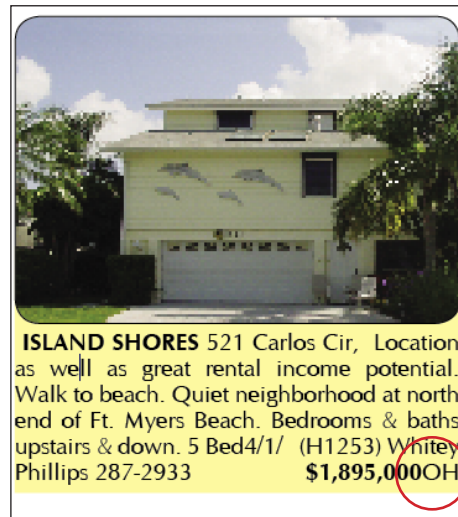 ISLAND SHORES 521 Carlos Cir, Location
as well as great rental income potential.
Walk to beach. Quiet neighborhood at north
end of Ft. Myers Beach. Bedrooms & baths
upstairs & down. 5 Bed4/1/ (H1253) Whitey
Phillips 287-2933 $1,895,000OH